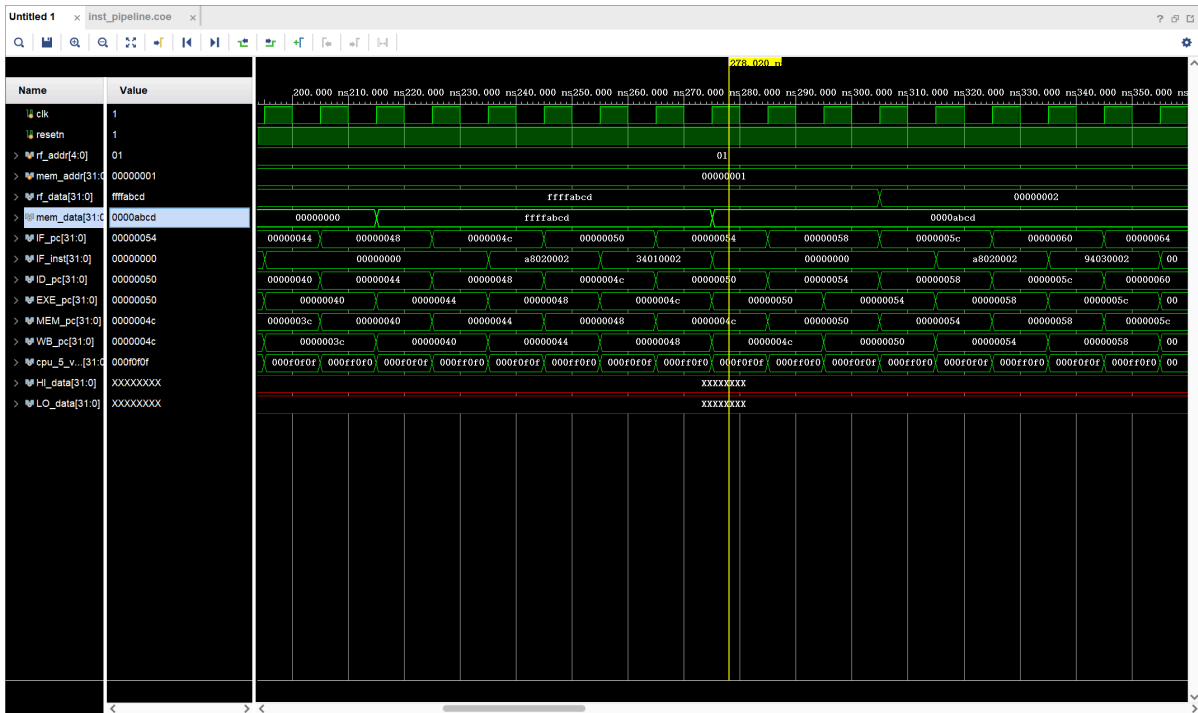 Untitled 1 × inst_pipeline.coe × ?
278.020 n
Name Value
200.000 ns 210.000 ns 220.000 ns 230.000 ns 240.000 ns 250.000 ns 260.000 ns 270.000 ns 280.000 ns 290.000 ns 300.000 ns 310.000 ns 320.000 ns 330.000 ns 340.000 ns 350.000 ns
clk 1
resetn 1
rf_addr[4:0] 01 01
mem_addr[31:0 00000001 00000001
rf_data[31:0] ffffabcd ffffabcd 00000002
mem_data[31:0 0000abcd 00000000 ffffabcd 0000abcd
IF_pc[31:0] 00000054 00000044 00000048 0000004c 00000050 00000054 00000058 0000005c 00000060 00000064
IF_inst[31:0] 00000000 00000000 a8020002 34010002 00000000 a8020002 94030002 00
ID_pc[31:0] 00000050 00000040 00000044 00000048 0000004c 00000050 00000054 00000058 0000005c 00000060
EXE_pc[31:0] 00000050 00000040 00000044 00000048 0000004c 00000050 00000054 00000058 0000005c 00
MEM_pc[31:0] 0000004c 0000003c 00000040 00000044 00000048 0000004c 00000050 00000054 00000058 0000005c
WB_pc[31:0] 0000004c 0000003c 00000040 00000044 00000048 0000004c 00000050 00000054 00000058 00
cpu_5_v...[31:0 000f0f0f 000f0f0f 000ff0f0 000f0f0f 000ff0f0 000f0f0f 000ff0f0 000f0f0f 000ff0f0 000f0f0f 000ff0f0 000f0f0f 000ff0f0 000f0f0f 000ff0f0 000f0f0f 000ff0f0 00
HI_data[31:0] XXXXXXXX XXXXXXXX
LO_data[31:0] XXXXXXXX XXXXXXXX